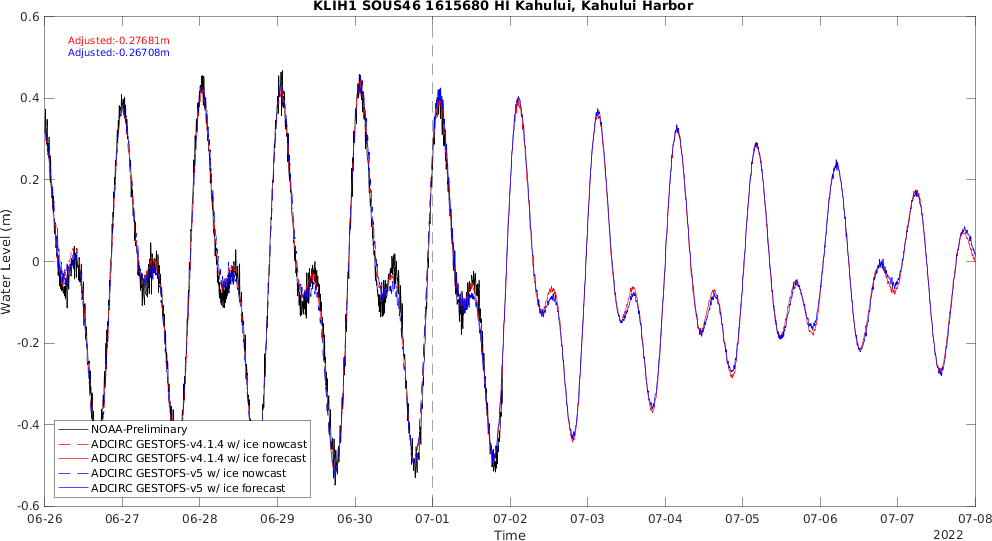 KLIH1 SOUS46 1615680 HI Kahului, Kahului Harbor
Adjusted:-0.27681m
Adjusted:-0.26708m
Water Level (m)
0.6
0.4
0.2
0
-0.2
-0.4
-0.6
NOAA-Preliminary
ADCIRC GESTOFS-v4.1.4 w/ ice nowcast
ADCIRC GESTOFS-v4.1.4 w/ ice forecast
ADCIRC GESTOFS-v5 w/ ice nowcast
ADCIRC GESTOFS-v5 w/ ice forecast
06-26 06-27 06-28 06-29 06-30 07-01 07-02 07-03 07-04 07-05 07-06 07-07 07-08
Time
2022